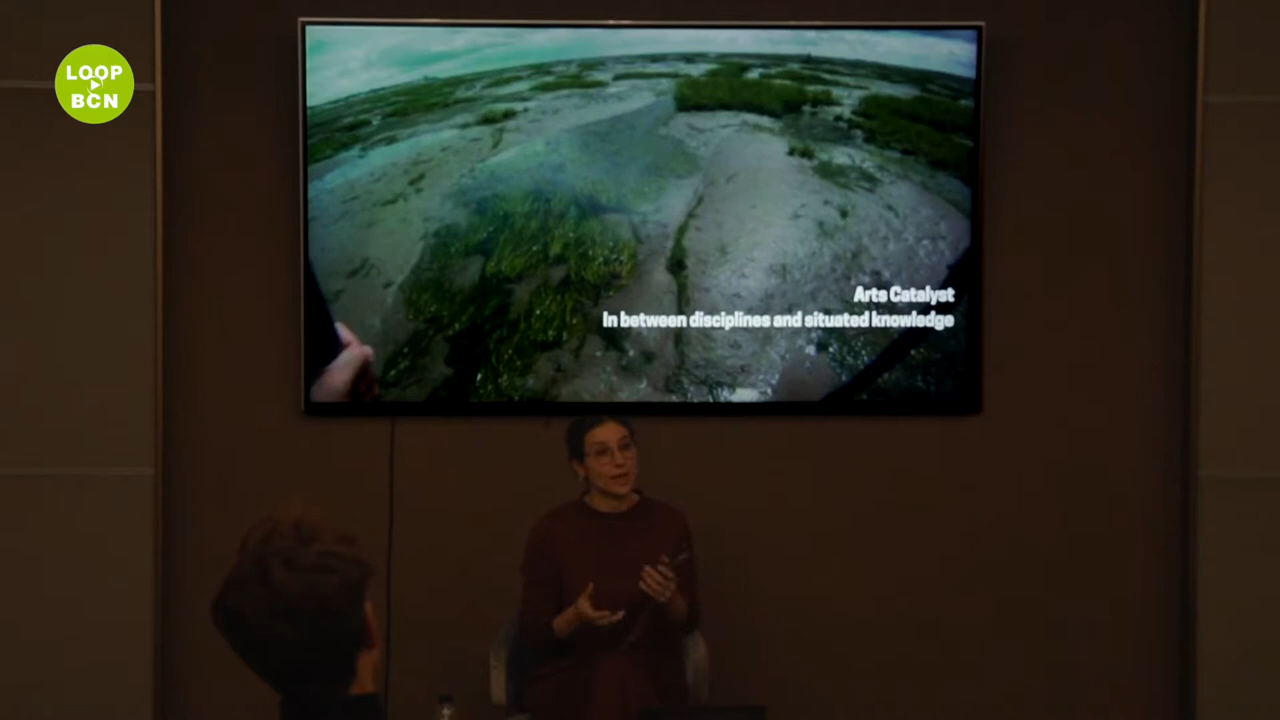 LOOP
BCN
Arts Catalyst
In between disciplines and situated knowledge